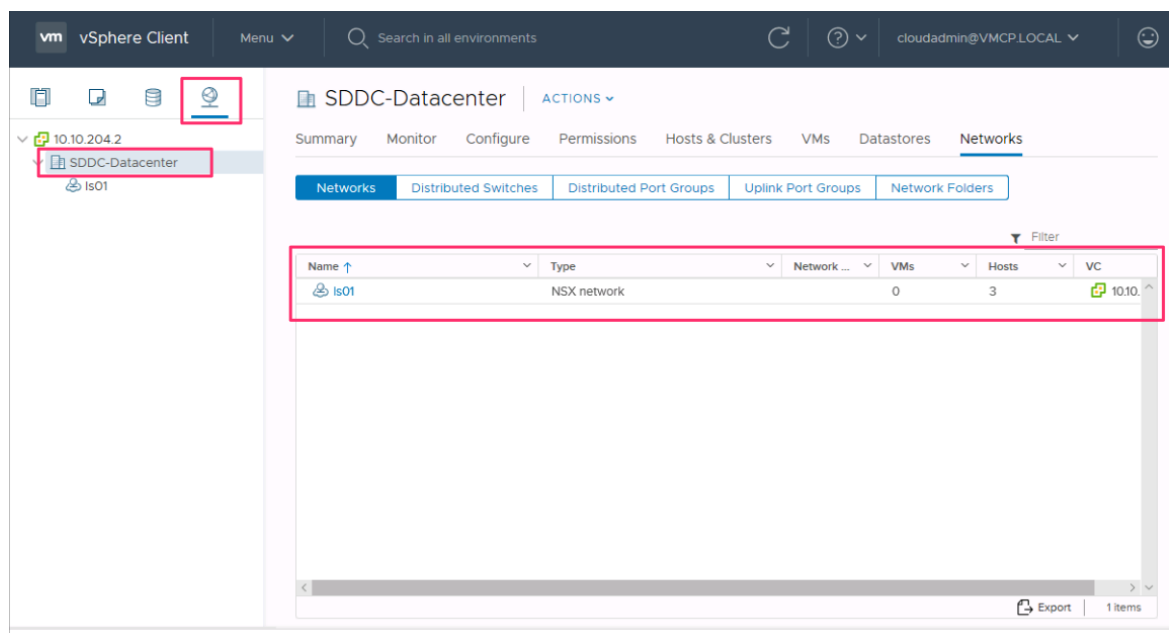 vm vSphere Client Menu Search in all environments cloudadmin@VMCP.LOCAL
SDDC-Datacenter ACTIONS
10.10.204.2
SDDC-Datacenter
ls01
Summary Monitor Configure Permissions Hosts & Clusters VMs Datastores Networks
Networks Distributed Switches Distributed Port Groups Uplink Port Groups Network Folders
Filter
Name Type Network ... VMs Hosts VC
ls01 NSX network 0 3 10.10.
Export 1 items